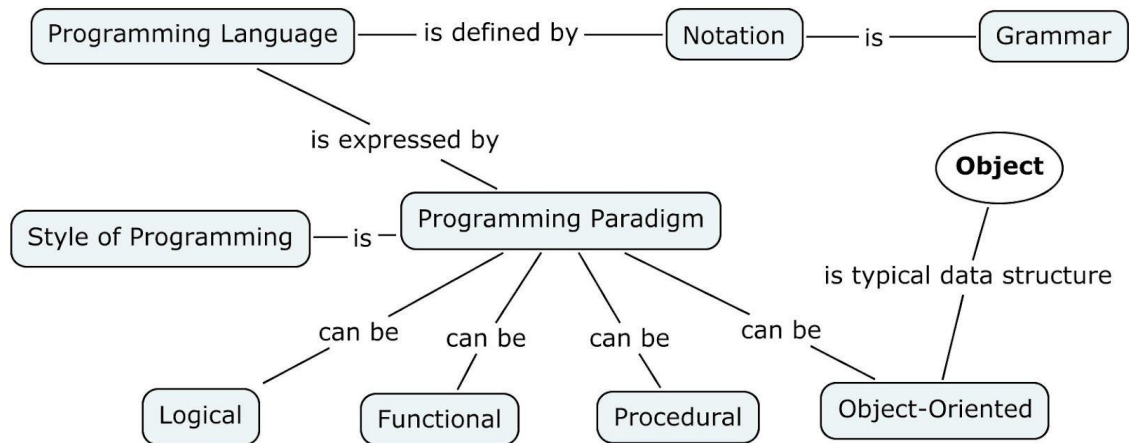 Programming Language
is defined by
Notation
is
Grammar
is expressed by
Object
Programming Paradigm
Style of Programming
is
is typical data structure
can be
can be
can be
can be
Logical
Functional
Procedural
Object-Oriented